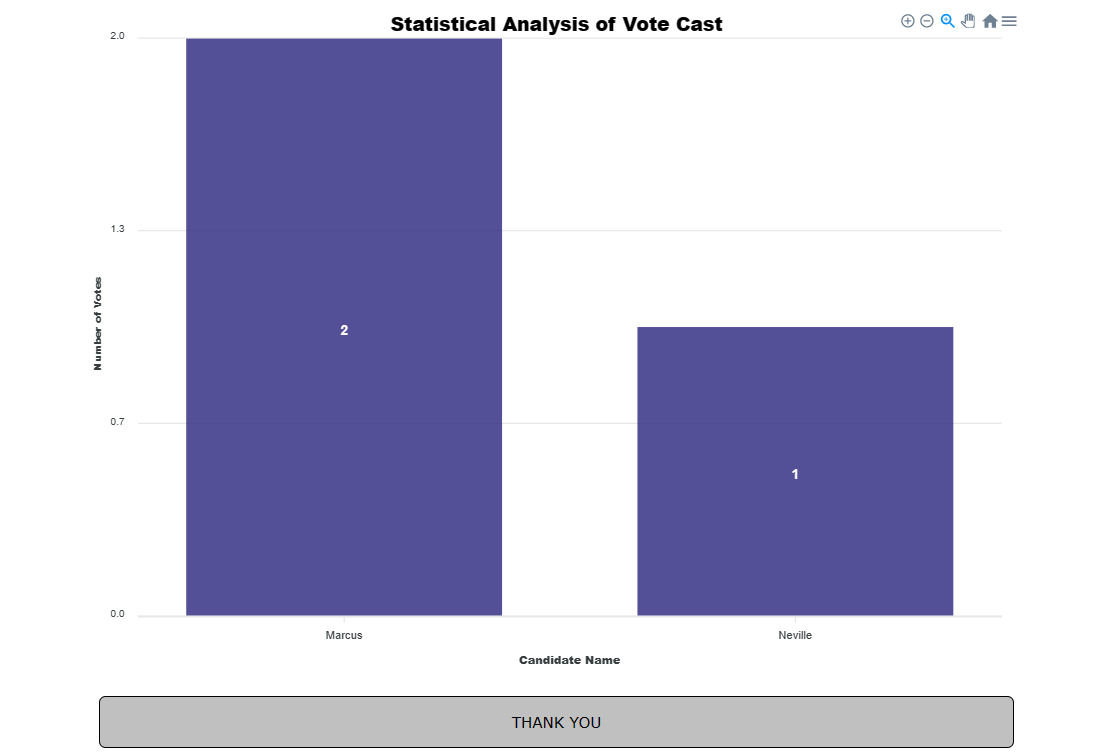 Statistical Analysis of Vote Cast
2.0
1.3
0.7
0.0
Number of Votes
2
1
Marcus
Neville
Candidate Name
THANK YOU